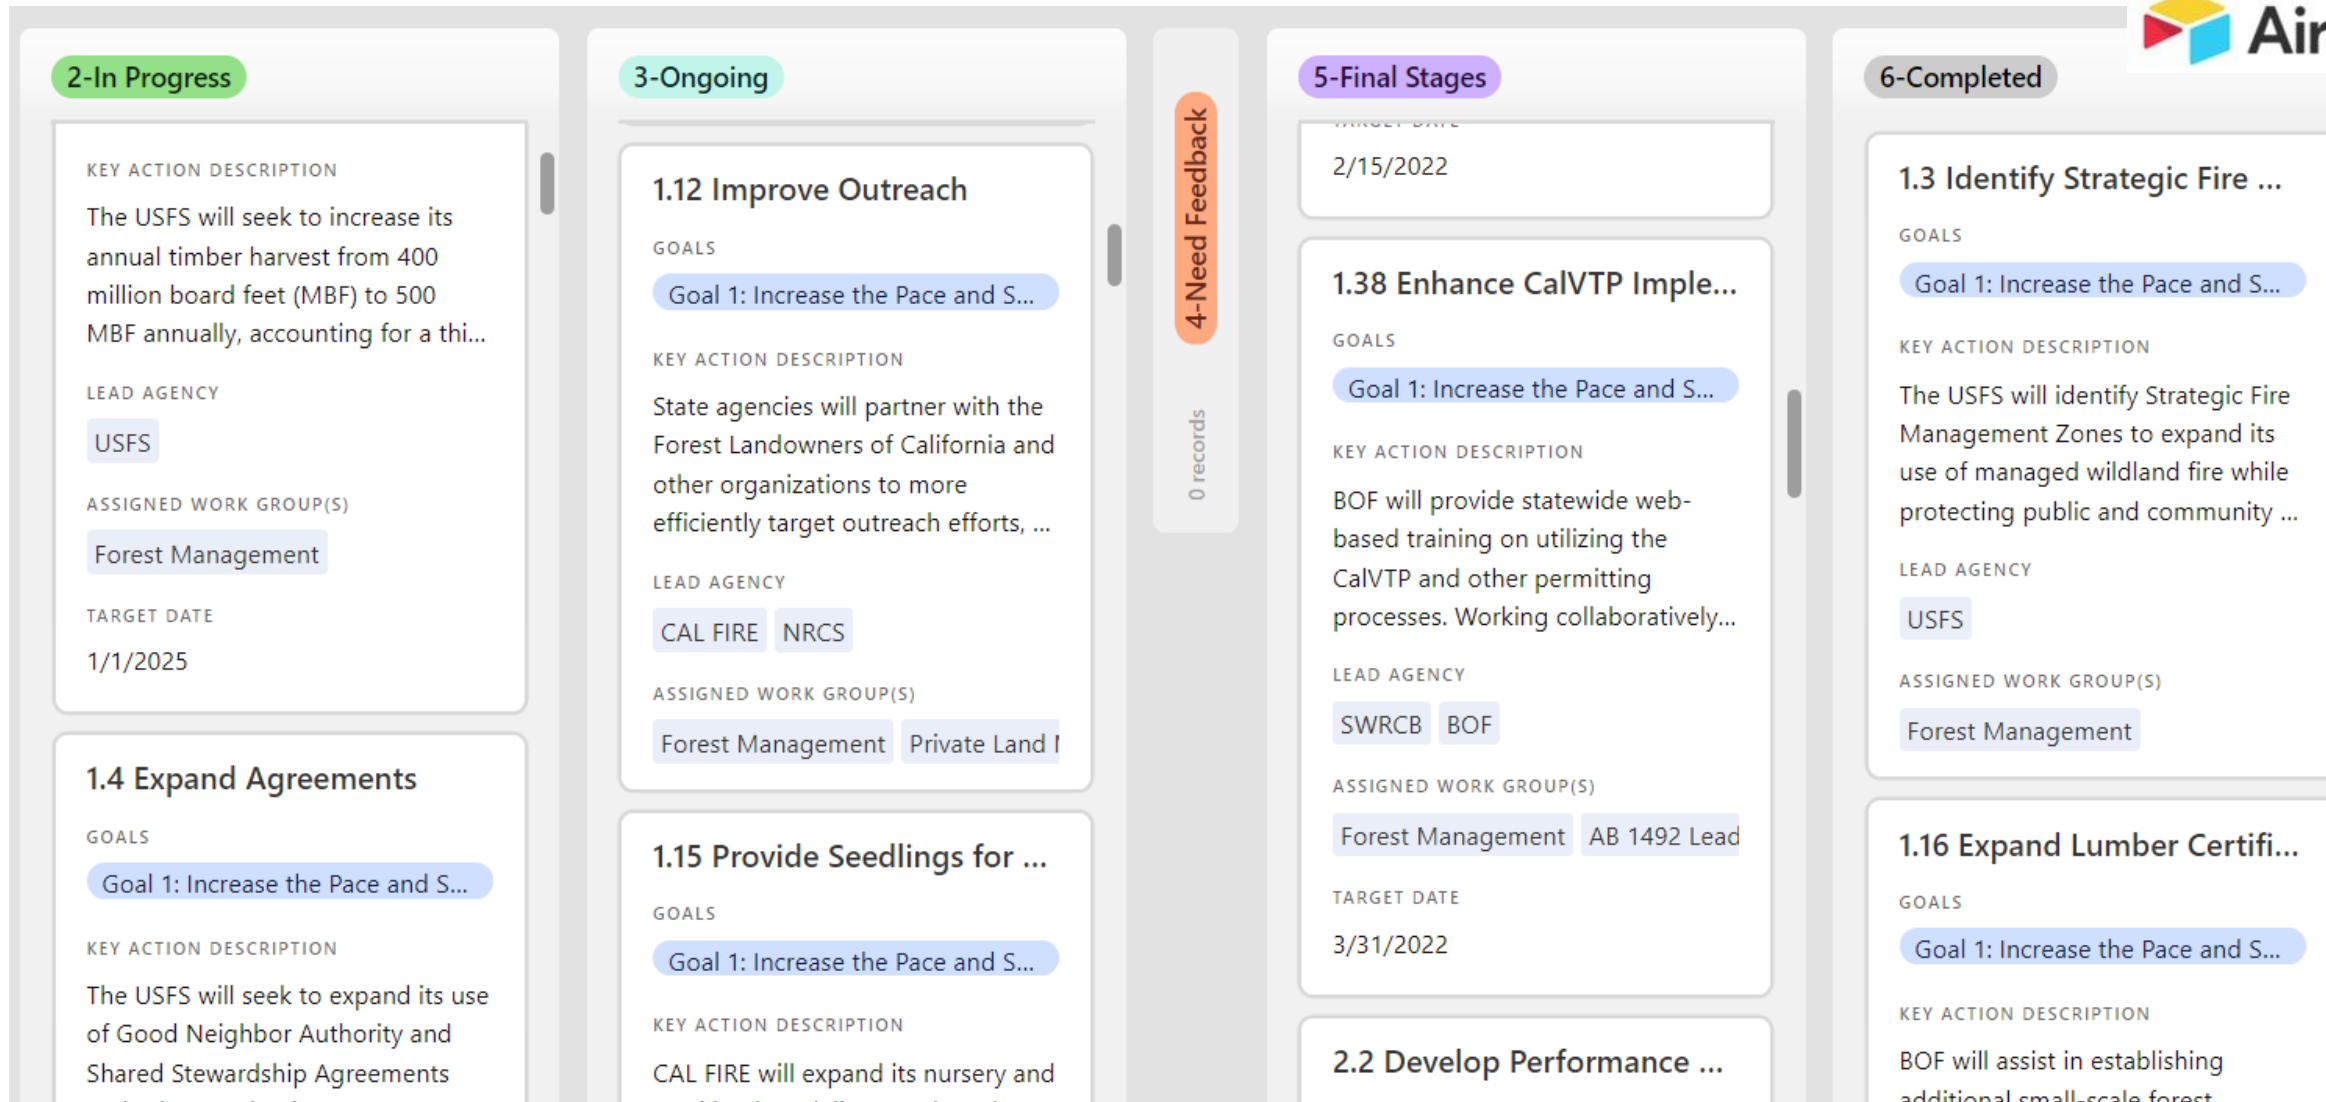 2-In Progress
KEY ACTION DESCRIPTION
The USFS will seek to increase its
annual timber harvest from 400
million board feet (MBF) to 500
MBF annually, accounting for a thi...
LEAD AGENCY
USFS
ASSIGNED WORK GROUP(S)
Forest Management
TARGET DATE
1/1/2025
1.4 Expand Agreements
GOALS
Goal 1: Increase the Pace and S...
KEY ACTION DESCRIPTION
The USFS will seek to expand its use
of Good Neighbor Authority and
Shared Stewardship Agreements
3-Ongoing
1.12 Improve Outreach
GOALS
Goal 1: Increase the Pace and S...
KEY ACTION DESCRIPTION
State agencies will partner with the
Forest Landowners of California and
other organizations to more
efficiently target outreach efforts, ...
LEAD AGENCY
CAL FIRE NRCS
ASSIGNED WORK GROUP(S)
Forest Management Private Land
1.15 Provide Seedlings for ...
GOALS
Goal 1: Increase the Pace and S...
KEY ACTION DESCRIPTION
CAL FIRE will expand its nursery and
4-Need Feedback
0 records
5-Final Stages
TARGET DATE
2/15/2022
1.38 Enhance CalVTP Imple...
GOALS
Goal 1: Increase the Pace and S...
KEY ACTION DESCRIPTION
BOF will provide statewide web-
based training on utilizing the
CalVTP and other permitting
processes. Working collaboratively...
LEAD AGENCY
SWRCB BOF
ASSIGNED WORK GROUP(S)
Forest Management AB 1492 Lead
TARGET DATE
3/31/2022
2.2 Develop Performance ...
Air
6-Completed
1.3 Identify Strategic Fire ...
GOALS
Goal 1: Increase the Pace and S...
KEY ACTION DESCRIPTION
The USFS will identify Strategic Fire
Management Zones to expand its
use of managed wildland fire while
protecting public and community ...
LEAD AGENCY
USFS
ASSIGNED WORK GROUP(S)
Forest Management
1.16 Expand Lumber Certifi...
GOALS
Goal 1: Increase the Pace and S...
KEY ACTION DESCRIPTION
BOF will assist in establishing
additional small-scale forest